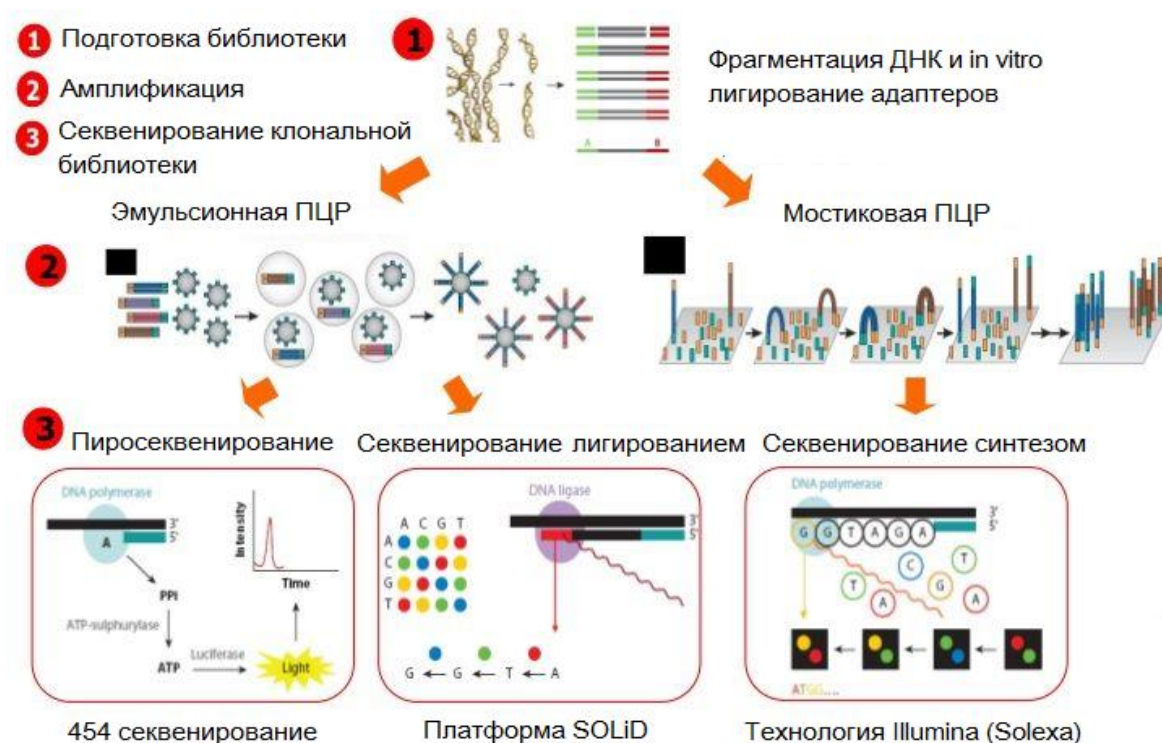 1 Подготовка библиотеки
2 Амплификация
3 Секвенирование клональной
библиотеки
1
A B
Фрагментация ДНК и in vitro
лигирование адаптеров
Эмульсионная ПЦР
Мостиковая ПЦР
2
3
Пиросеквенирование
DNA polymerase
3'
5'
A
PPi
ATP-sulphurylase
ATP
Luciferase
Light
Intensity
Time
454 секвенирование
Секвенирование лигированием
DNA ligase
A C G T
A
C
G
T
3'
5'
G G T A
Платформа SOLiD
Секвенирование синтезом
DNA polymerase
3'
5'
G G T A G A
C T
T A G A
ATGG....
Технология Illumina (Solexa)